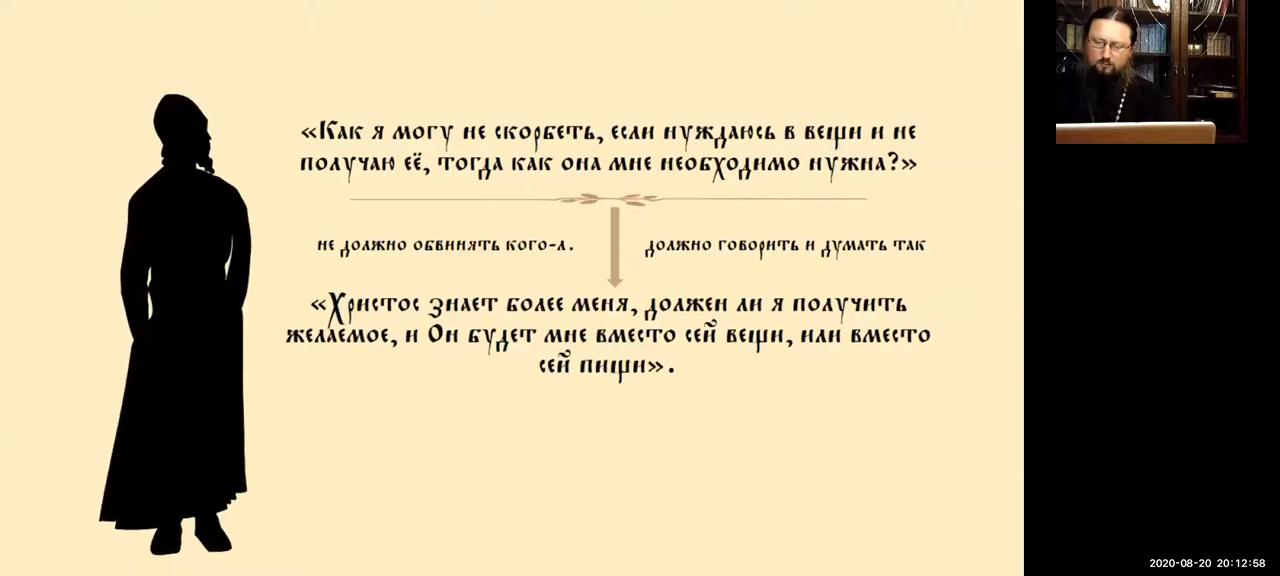 «Как я могу не скорбеть, если нуждаюсь в вещи и не
получаю её, тогда как она мне необходимо нужна?»
не должно обвинять кого-л.
должно говорить и думать так
«Христос знает более меня, должен ли я получить
желаемое, и Он будет мне вместо сей вещи, или вместо
сей пищи».
2020-08-20 20:12:58